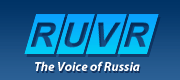 RUVR
The Voice of Russia